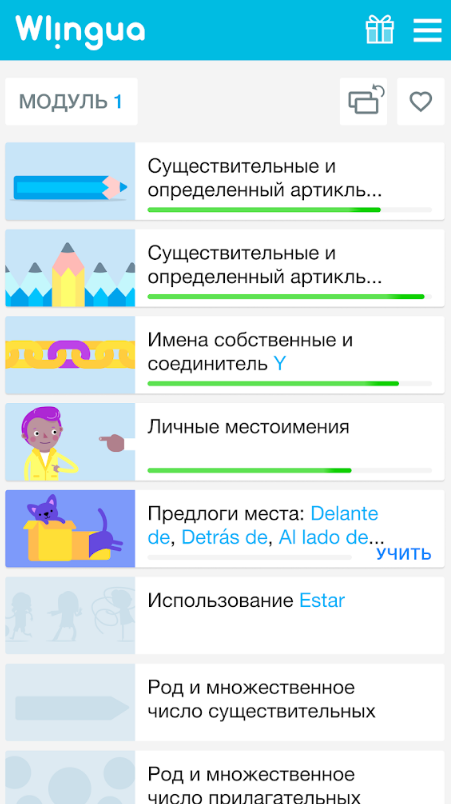 Wlingua
МОДУЛЬ 1
Существительные и
определенный артикль...
Существительные и
определенный артикль...
Имена собственные и
соединитель Y
Личные местоимения
Предлоги места: Delante
de, Detrás de, Al lado de...
УЧИТЬ
Использование Estar
Род и множественное
число существительных
Род и множественное
число прилагательных